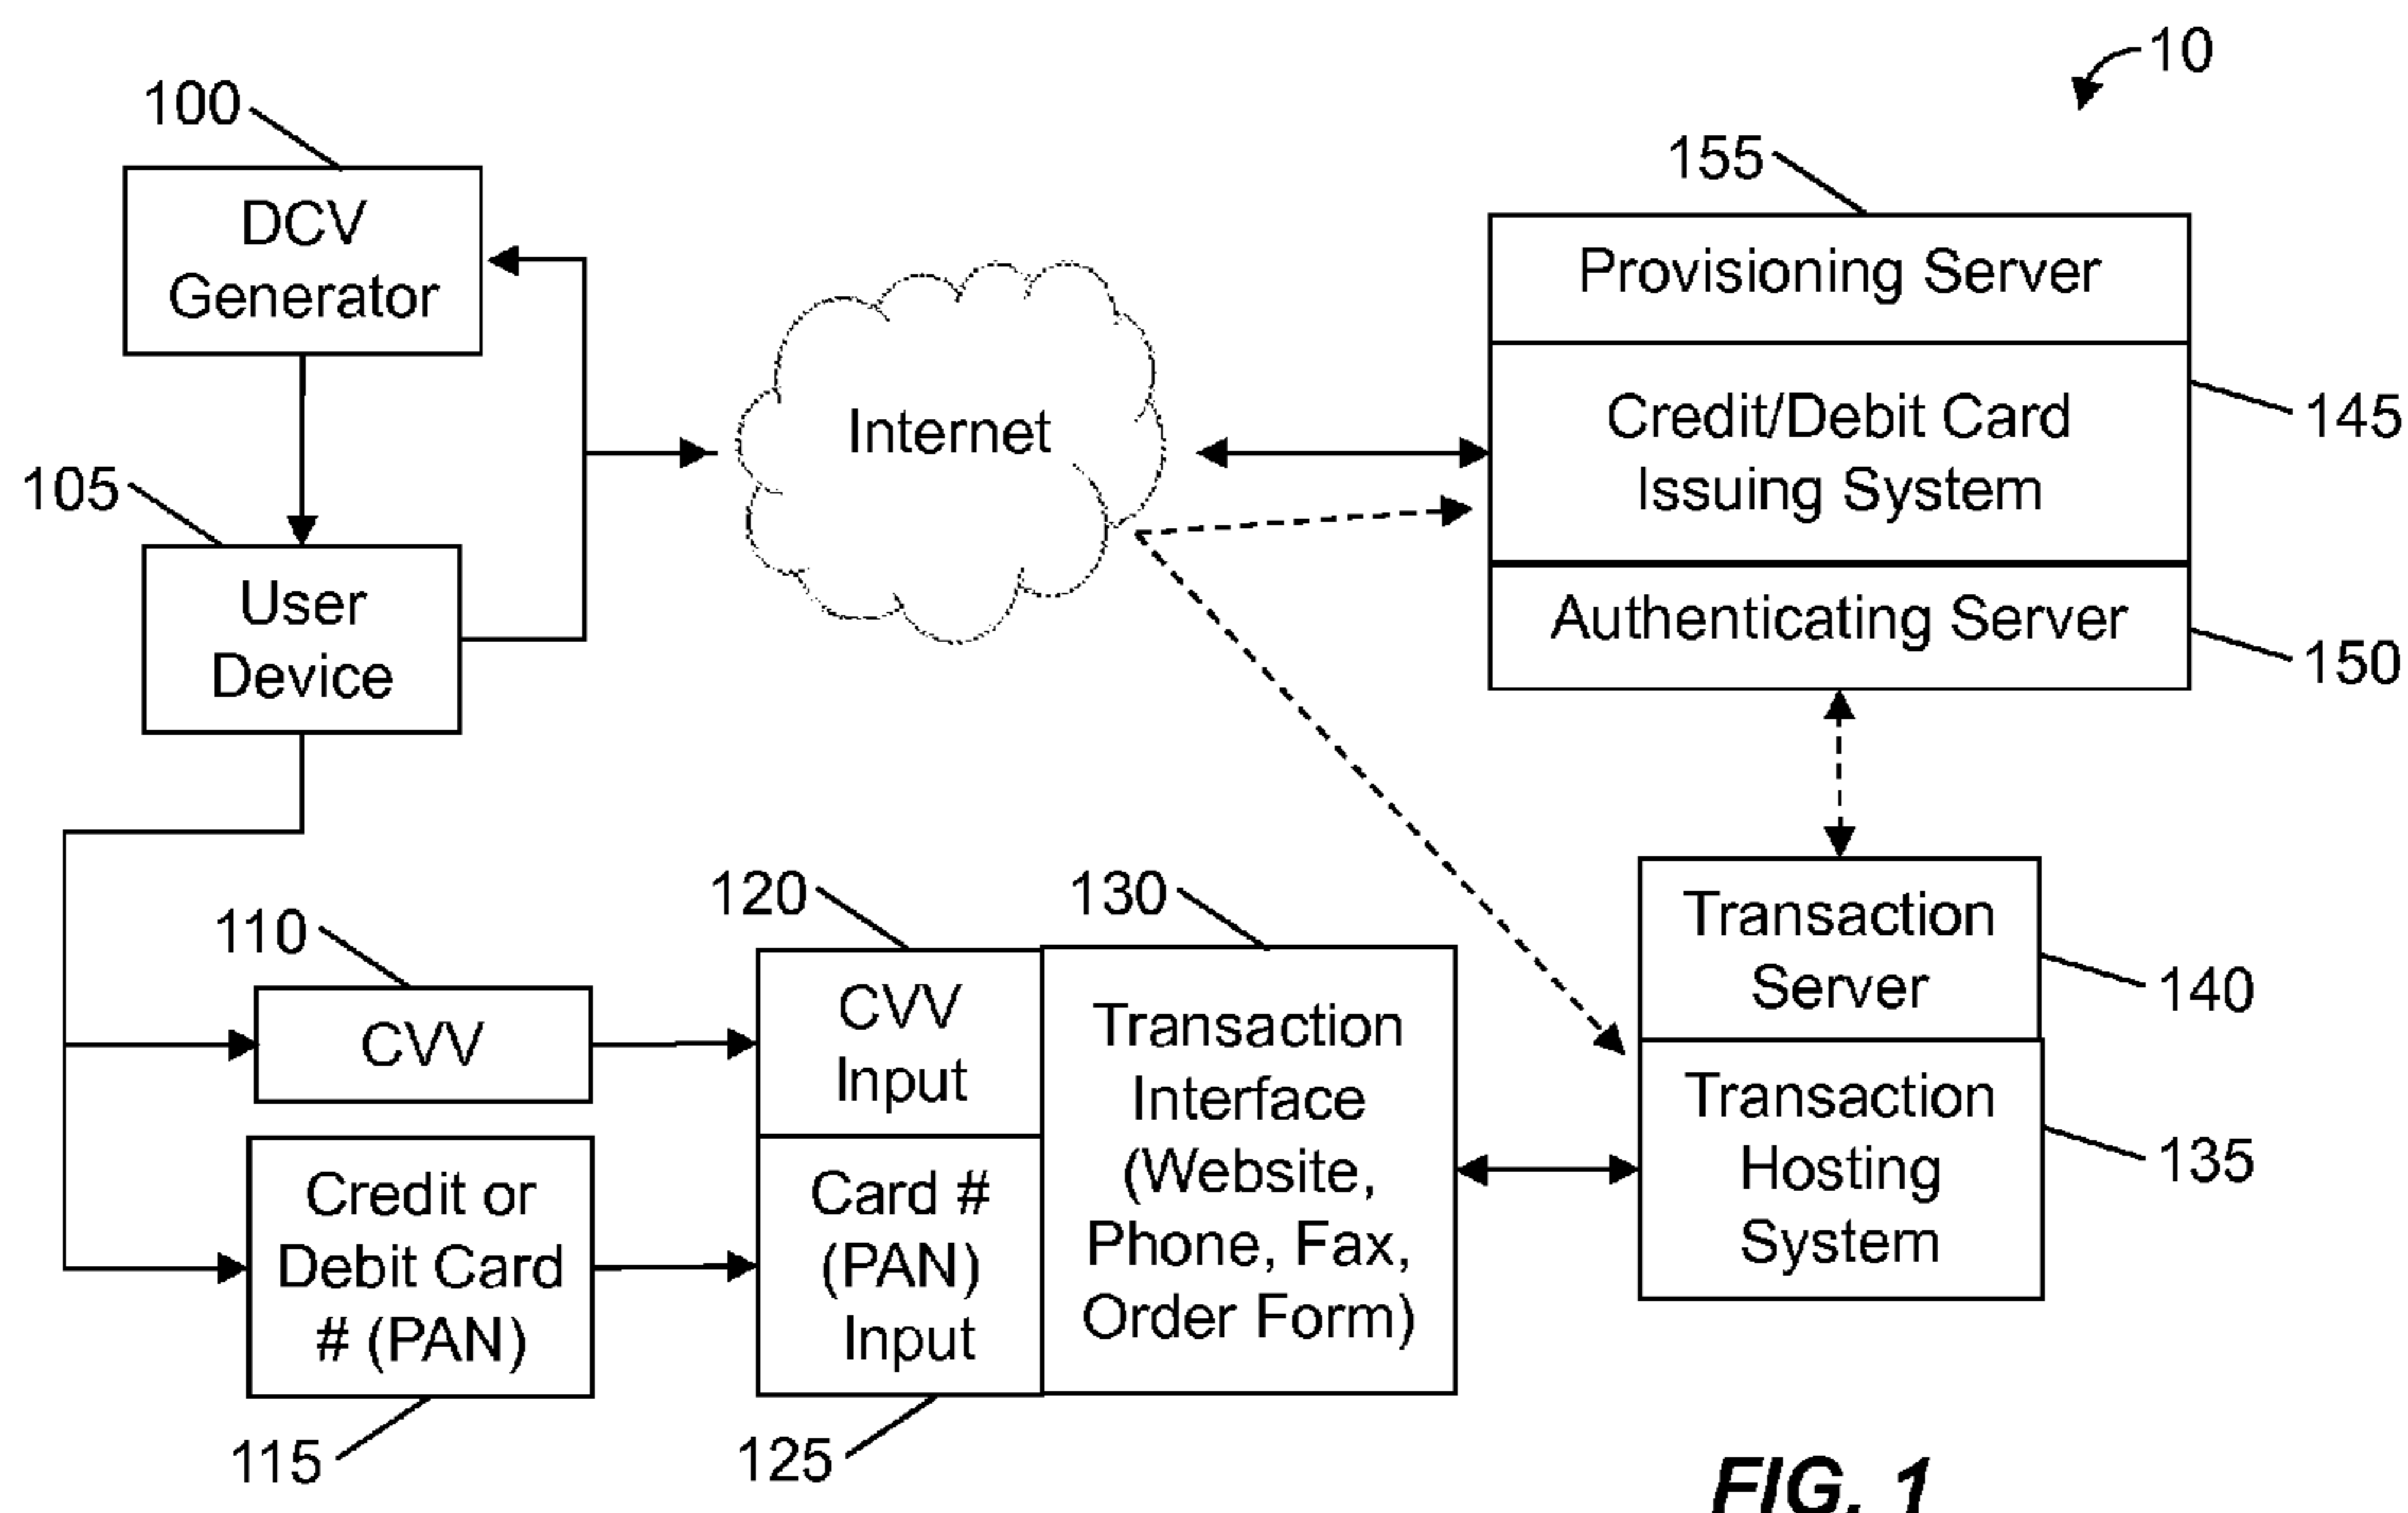 10
100
155
DCV
Generator
Provisioning Server
Internet
Credit/Debit Card
Issuing System
145
105
User
Device
Authenticating Server
150
120
130
110
Transaction
Server
140
CVV
CVV
Input
Transaction
Interface
(Website,
Phone, Fax,
Order Form)
Transaction
Hosting
System
135
Credit or
Debit Card
# (PAN)
Card #
(PAN)
Input
115
125
FIG. 1